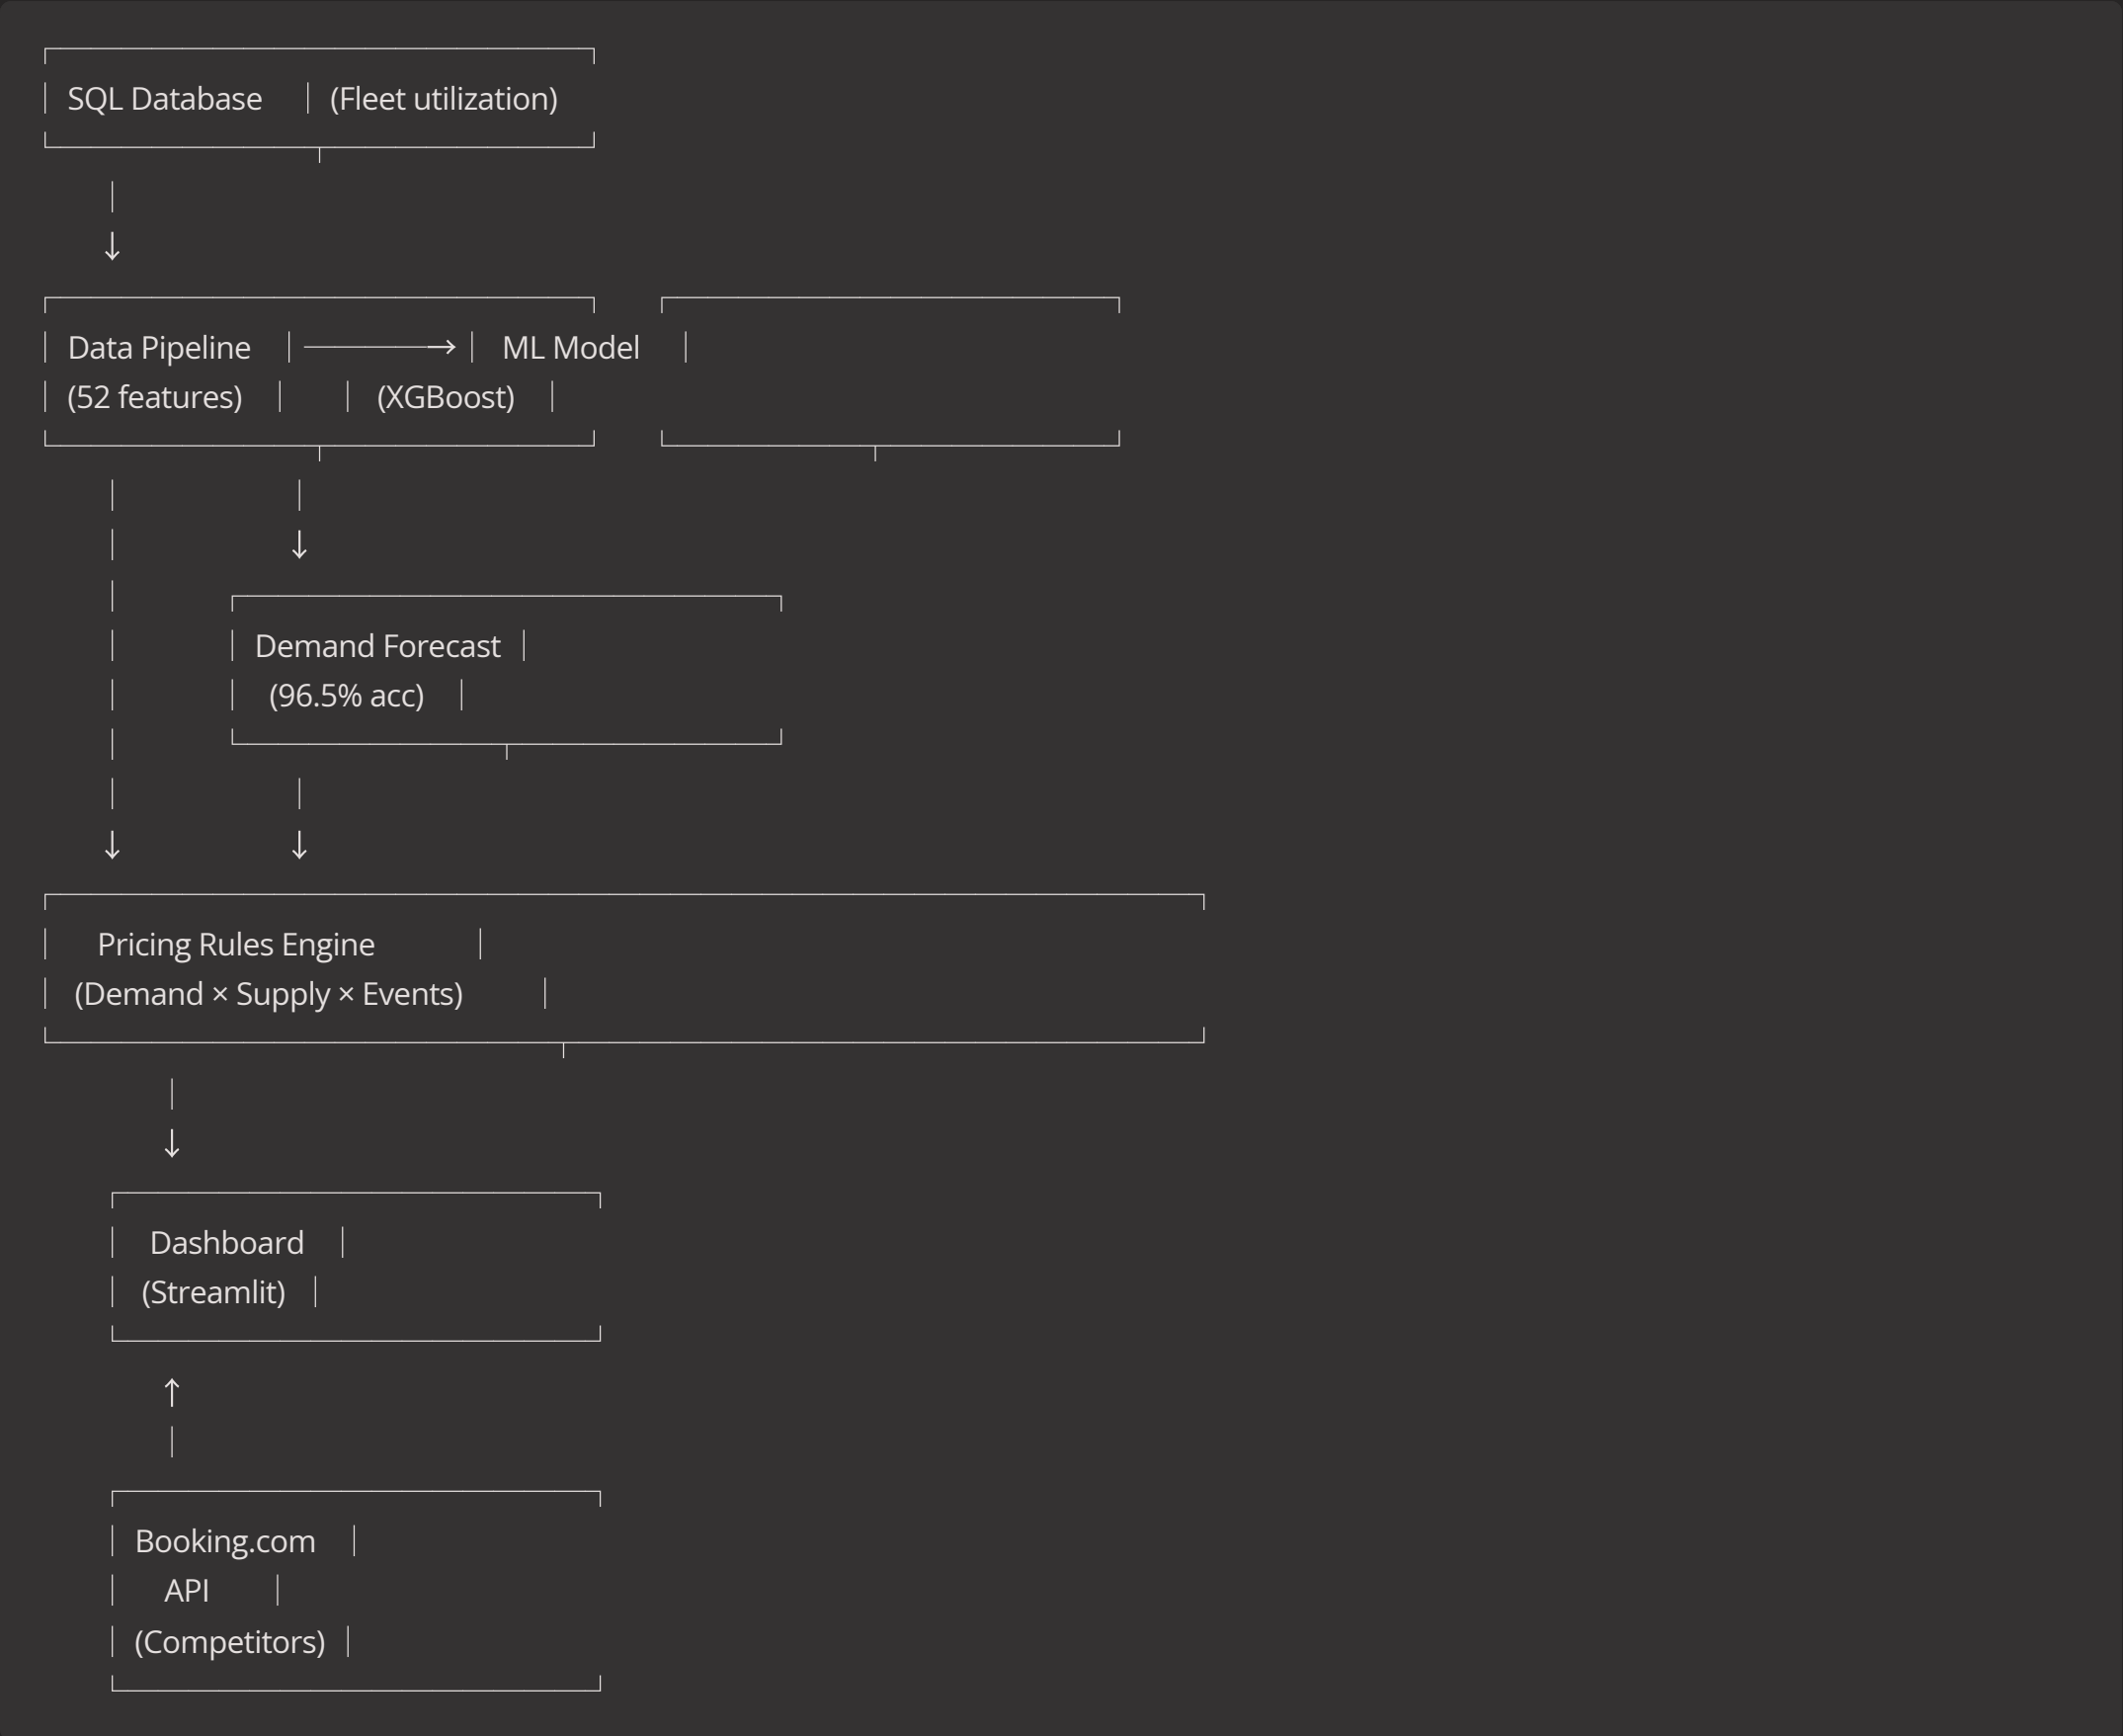 SQL Database │ (Fleet utilization)
Data Pipeline │ ────→ │ ML Model
(52 features) │ │ (XGBoost)
Demand Forecast
(96.5% acc)
Pricing Rules Engine
(Demand × Supply × Events)
Dashboard
(Streamlit)
Booking.com
API
(Competitors)